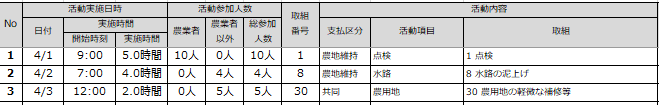 活動実施日時 活動参加人数 活動内容
No 日付 実施時間 農業者 農業者以外 総参加人数 取組番号 支払区分 活動項目 取組
開始時刻 実施時間
1 4/1 9:00 5.0時間 10人 0人 10人 1 農地維持 点検 1 点検
2 4/2 7:00 4.0時間 0人 4人 4人 8 農地維持 水路 8 水路の泥上げ
3 4/3 12:00 2.0時間 0人 5人 5人 30 共同 農用地 30 農用地の軽微な補修等